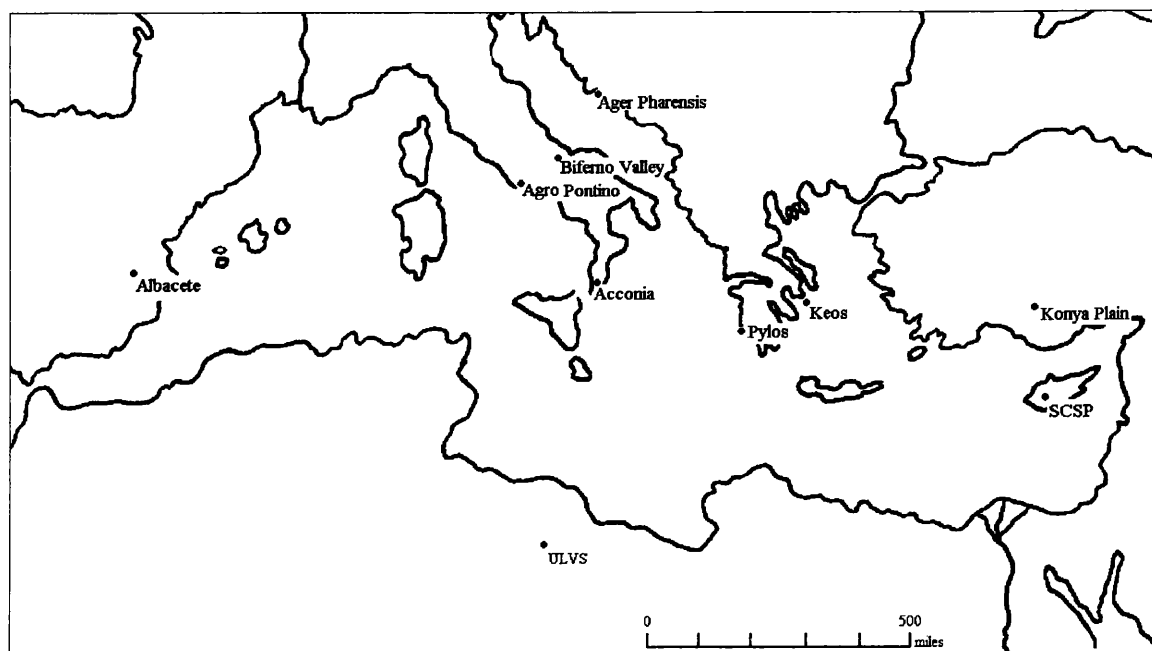 Ager Pharensis
Biferno Valley
Agro Pontino
Albacete
Acconia
Keos
Pylos
Konya Plain
SCSP
ULVS
0 500
miles